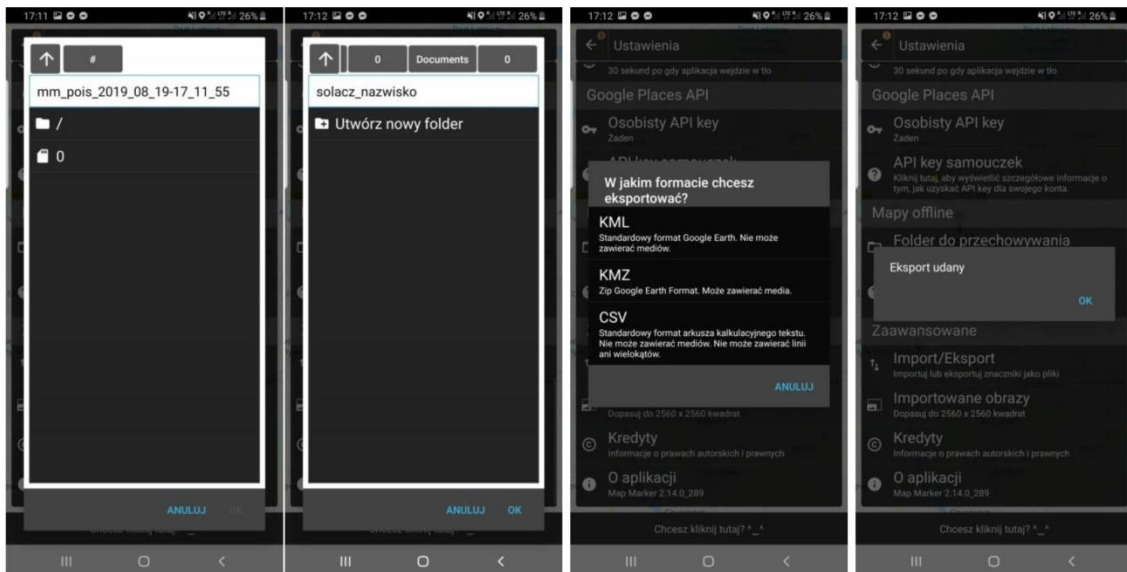 17:11
26%
#
mm_pois_2019_08_19-17_11_55
/
0
ANULUJ OK
17:12
26%
0 Documents 0
solacz_nazwisko
Utwórz nowy folder
ANULUJ OK
17:12
26%
Ustawienia
30 sekund po gdy aplikacja wejdzie w tło
Google Places API
Osobisty API key
Żaden
API key samouczek
W jakim formacie chcesz
eksportować?
KML
Standardowy format Google Earth. Nie może
zawierać mediów.
KMZ
Zip Google Earth Format. Może zawierać media.
CSV
Standardowy format arkusza kalkulacyjnego tekstu.
Nie może zawierać mediów. Nie może zawierać linii
ani wielokątów.
ANULUJ
Dopasuj do 2560 x 2560 kwadrat
Kredyty
Informacje o prawach autorskich i prawnych
O aplikacji
Map Marker 2.14.0_289
Chcesz kliknij tutaj? ^_^
17:12
26%
Ustawienia
30 sekund po gdy aplikacja wejdzie w tło
Google Places API
Osobisty API key
Żaden
API key samouczek
Kliknij tutaj, aby wyświetlić szczegółowe informacje o
tym, jak uzyskać API key dla swojego konta.
Mapy offline
Folder do przechowywania
Eksport udany
OK
Zaawansowane
Import/Eksport
Importuj lub eksportuj znaczniki jako pliki
Importowane obrazy
Dopasuj do 2560 x 2560 kwadrat
Kredyty
Informacje o prawach autorskich i prawnych
O aplikacji
Map Marker 2.14.0_289
Chcesz kliknij tutaj? ^_^